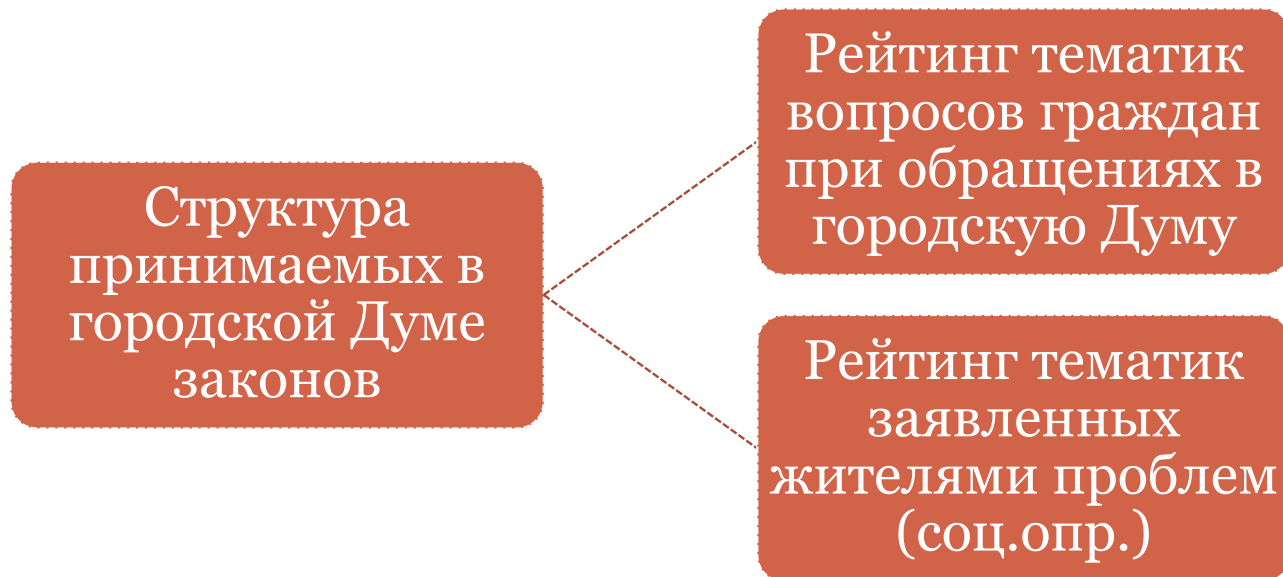 Структура
принимаемых в
городской Думе
законов
Рейтинг тематик
вопросов граждан
при обращениях в
городскую Думу
Рейтинг тематик
заявленных
жителями проблем
(соц.опр.)